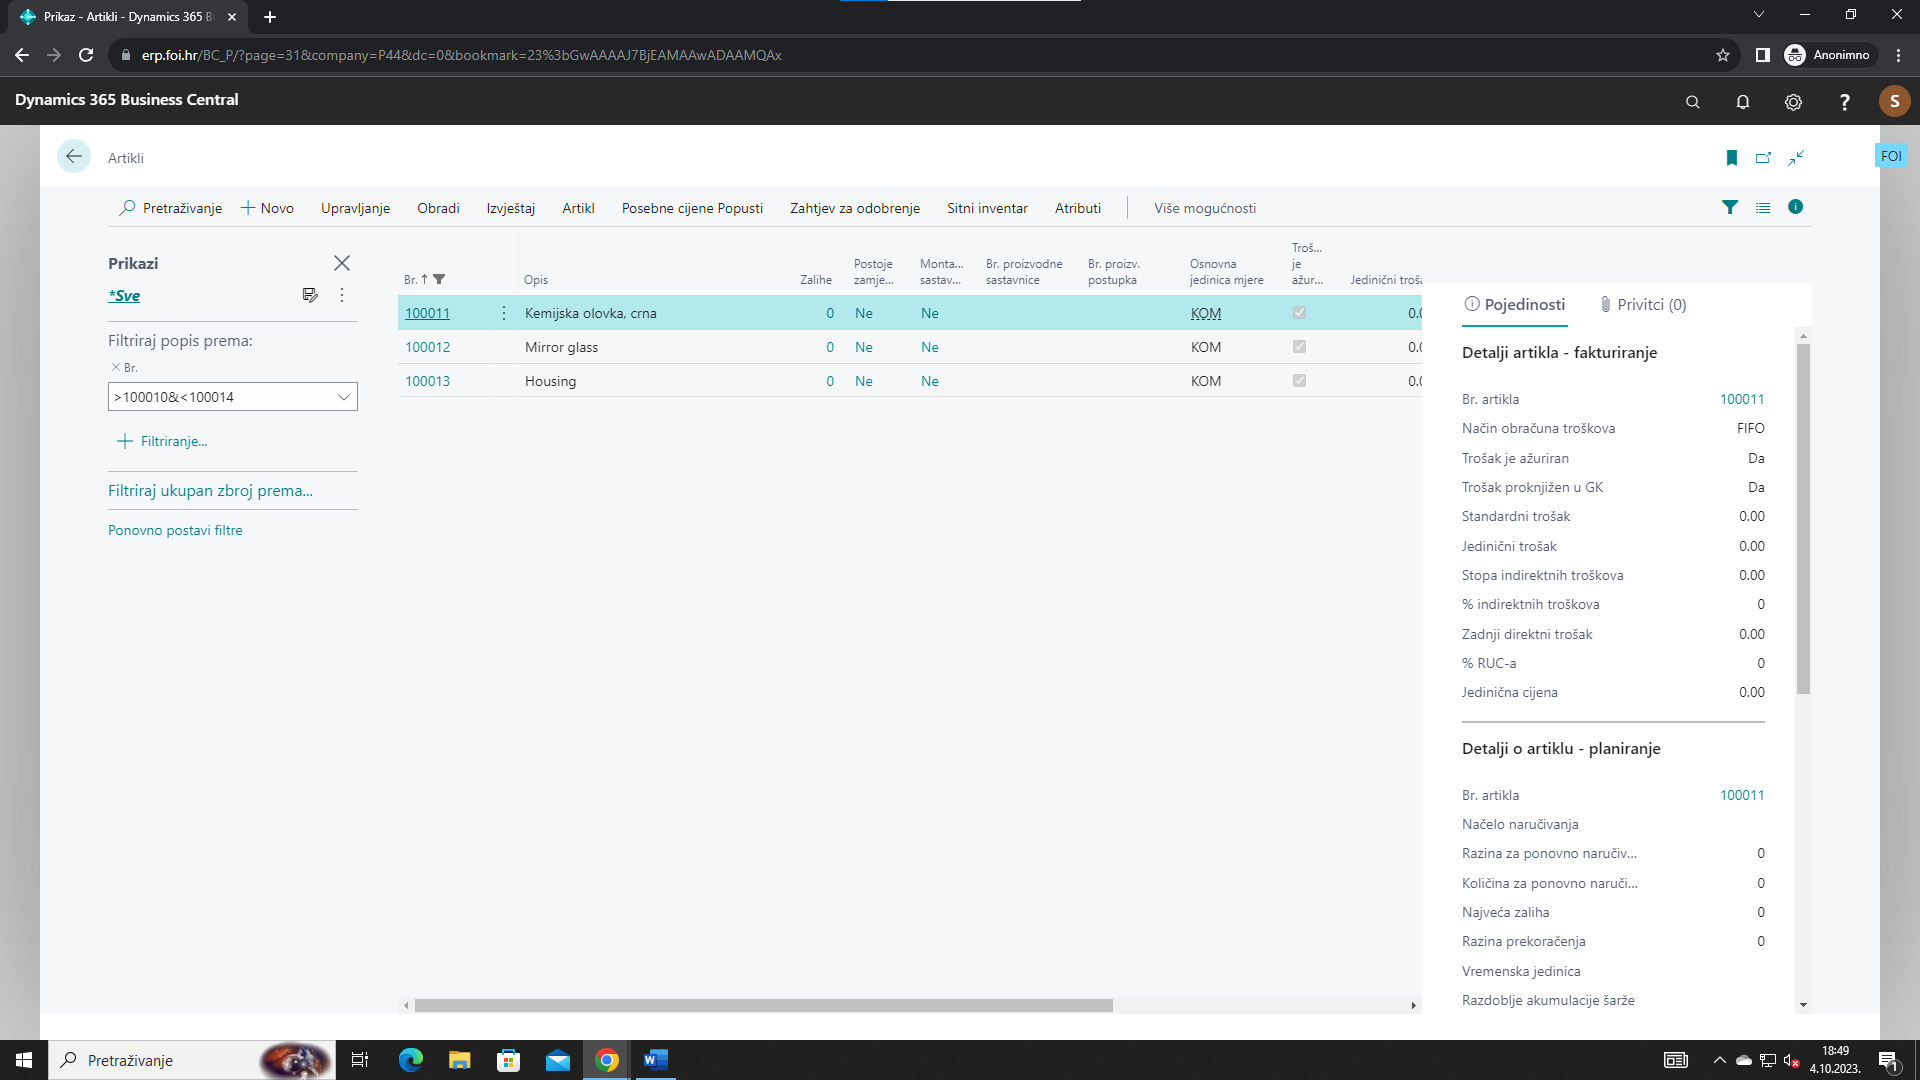 Prikaz - Artikli - Dynamics 365 B
erp.foi.hr/BC_P/?page=31&company=P44&dc=0&bookmark=23%3bGwAAAAJ7BjEAMAAwADAAMQAx
Anonimno
Dynamics 365 Business Central
?
S
Artikli
FOI
Pretraživanje
Novo
Upravljanje
Obradi
Izvještaj
Artikl
Posebne cijene Popusti
Zahtjev za odobrenje
Sitni inventar
Atributi
Više mogućnosti
Prikazi
*Sve
Filtriraj popis prema:
Br.
>100010&<100014
Filtriranje...
Filtriraj ukupan zbroj prema...
Ponovno postavi filtre
Br. ↑ Opis Zalihe Postoje zamje... Monta... sastav... Br. proizvodne sastavnice Br. proizv. postupka Osnovna jedinica mjere Troš... je ažur... Jedinični troša
100011 Kemijska olovka, crna 0 Ne Ne KOM 0.0
100012 Mirror glass 0 Ne Ne KOM 0.0
100013 Housing 0 Ne Ne KOM 0.0
Pojedinosti
Privitci (0)
Detalji artikla - fakturiranje
Br. artikla 100011
Način obračuna troškova FIFO
Trošak je ažuriran Da
Trošak proknjižen u GK Da
Standardni trošak 0.00
Jedinični trošak 0.00
Stopa indirektnih troškova 0.00
% indirektnih troškova 0
Zadnji direktni trošak 0.00
% RUC-a 0
Jedinična cijena 0.00
Detalji o artiklu - planiranje
Br. artikla 100011
Načelo naručivanja
Razina za ponovno naručiv... 0
Količina za ponovno naruči... 0
Najveća zaliha 0
Razina prekoračenja 0
Vremenska jedinica
Razdoblje akumulacije šarže
Pretraživanje
18:49
4.10.2023.
1